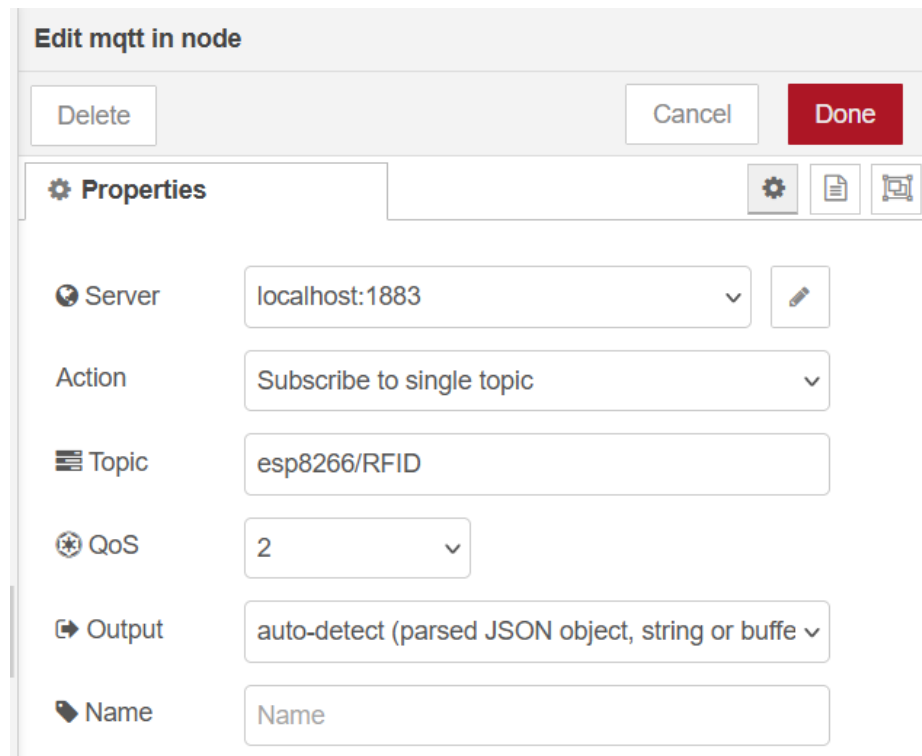 Edit mqtt in node
Delete
Cancel
Done
Properties
Server
localhost:1883
Action
Subscribe to single topic
Topic
esp8266/RFID
QoS
2
Output
auto-detect (parsed JSON object, string or buffe
Name
Name